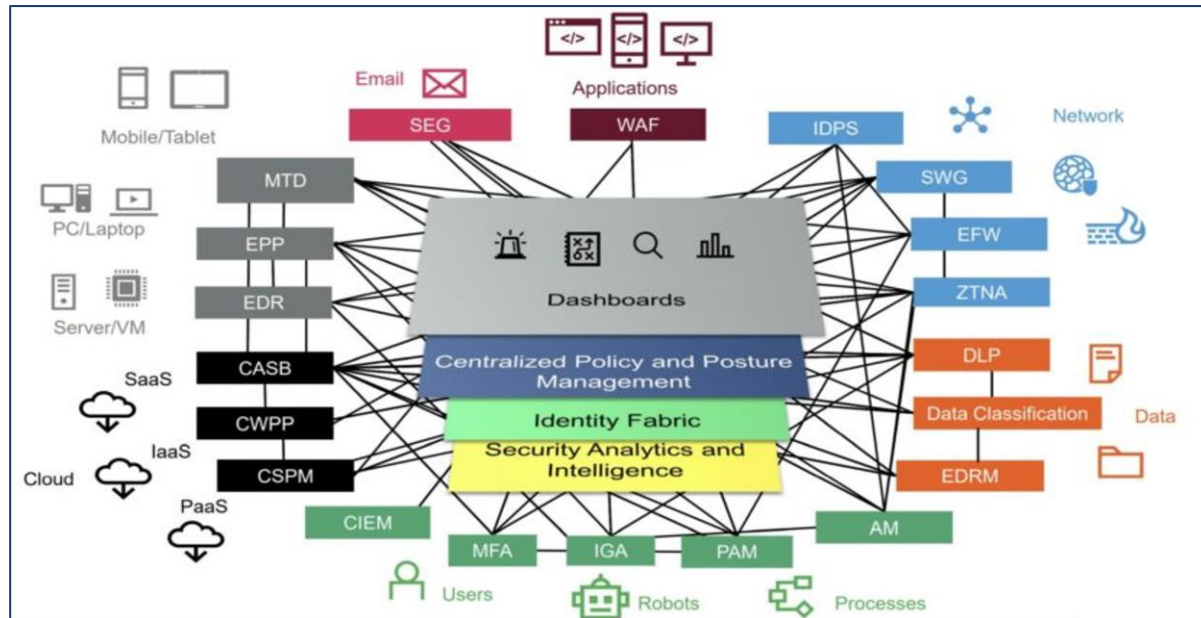 Email
Applications
Mobile/Tablet
SEG
WAF
IDPS
Network
MTD
SWG
PC/Laptop
EPP
EFW
Dashboards
EDR
ZTNA
Server/VM
CASB
Centralized Policy and Posture
Management
DLP
SaaS
CWPP
Identity Fabric
Data Classification
Data
IaaS
Cloud
CSPM
Security Analytics and
Intelligence
EDRM
PaaS
CIEM
AM
MFA
IGA
PAM
Users
Robots
Processes